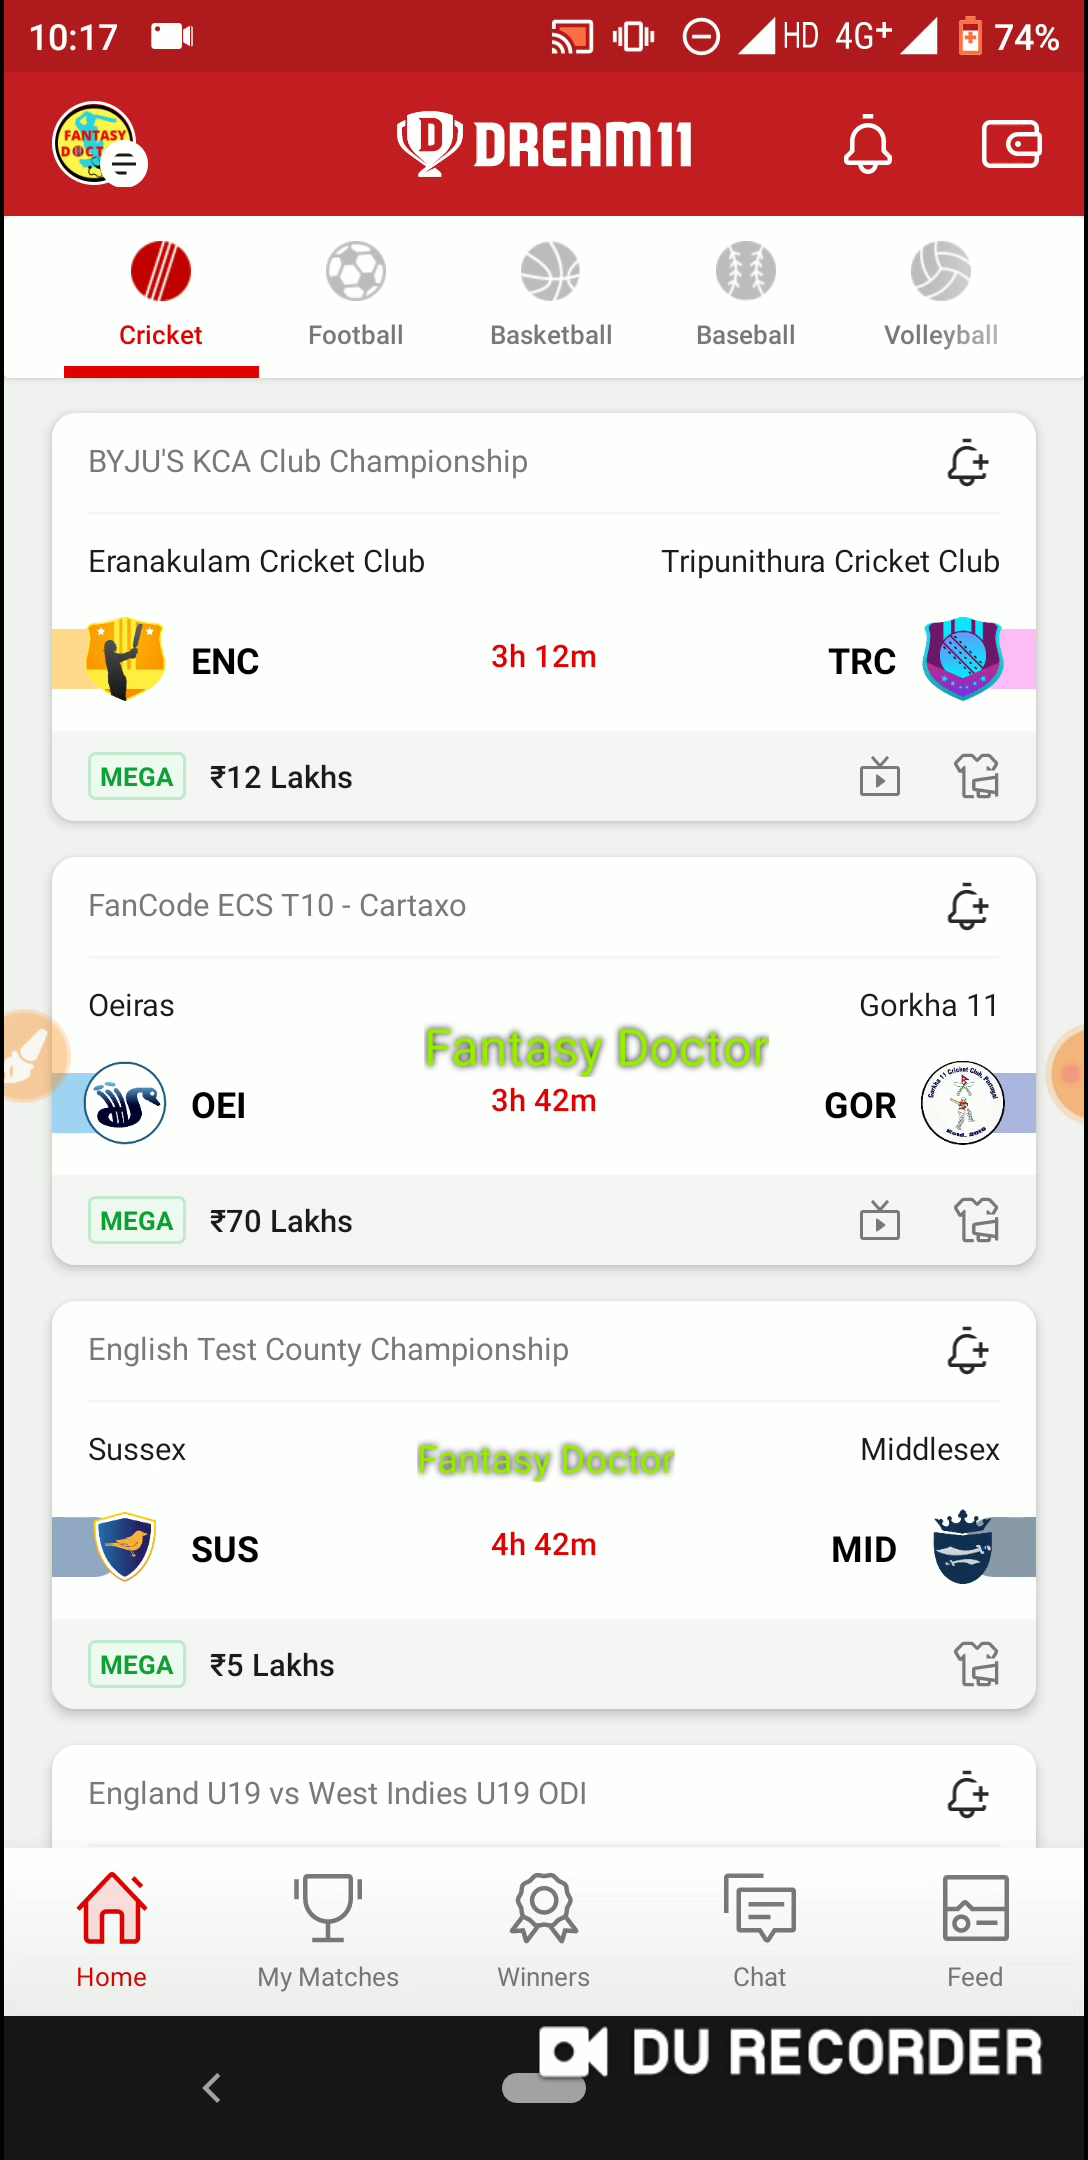 10:17 HD 4G+ 74%
FANTASY
DREAM11
Cricket Football Basketball Baseball Volleyball
BYJU'S KCA Club Championship
Eranakulam Cricket Club Tripunithura Cricket Club
ENC 3h 12m TRC
MEGA ₹12 Lakhs
FanCode ECS T10 - Cartaxo
Oeiras Gorkha 11
Fantasy Doctor
OEI 3h 42m GOR
MEGA ₹70 Lakhs
English Test County Championship
Sussex Fantasy Doctor Middlesex
SUS 4h 42m MID
MEGA ₹5 Lakhs
England U19 vs West Indies U19 ODI
Home My Matches Winners Chat Feed
DU RECORDER